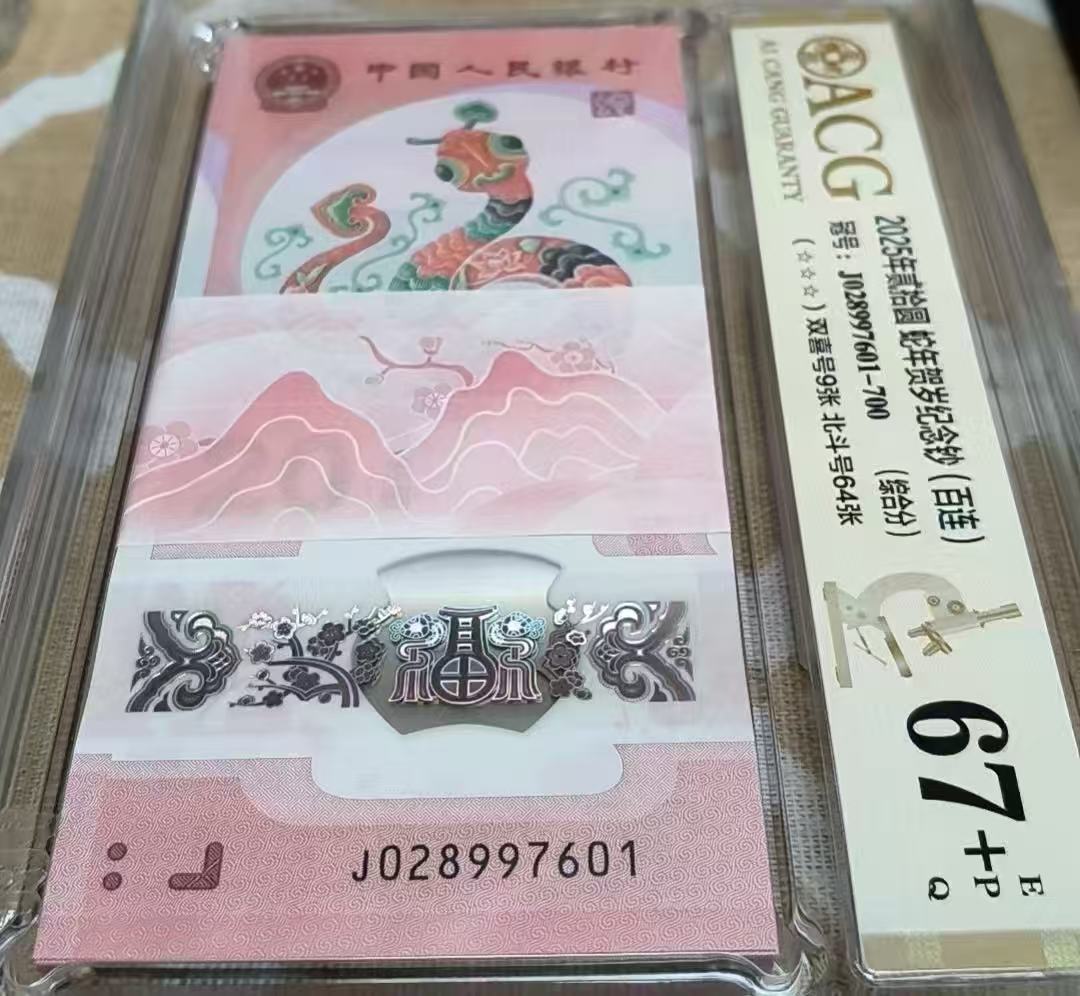 中国人民银行
J028997601
ACG
AI CANG GUARANTY
2025年贰拾圆 蛇年贺岁纪念钞（百连）
冠号：J028997601-700 （综合分）
（☆☆☆）双喜号9张 北斗号64张
67+
E
P
Q